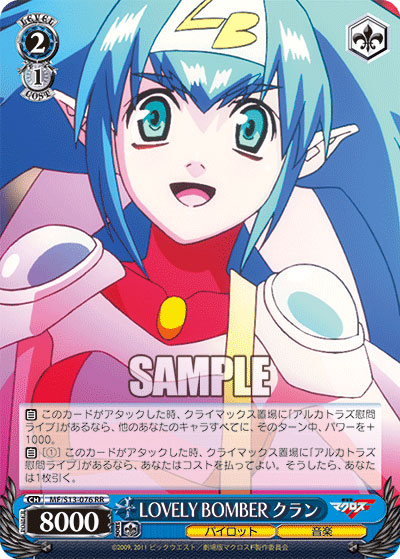 LEVEL
2
1
COST
LB
SAMPLE
自 このカードがアタックした時、クライマックス置場に「アルカトラズ慰問
ライブ」があるなら、他のあなたのキャラすべてに、そのターン中、パワーを+
1000。
自 [①] このカードがアタックした時、クライマックス置場に「アルカトラズ慰問
ライブ」があるなら、あなたはコストを払ってよい。そうしたら、あなた
は1枚引く。
CH MF/S13-076 RR
POWER 8000
LOVELY BOMBER クラン
パイロット 音楽
マクロスF
©2009, 2011 ビックウエスト/劇場版マクロスF製作委員会